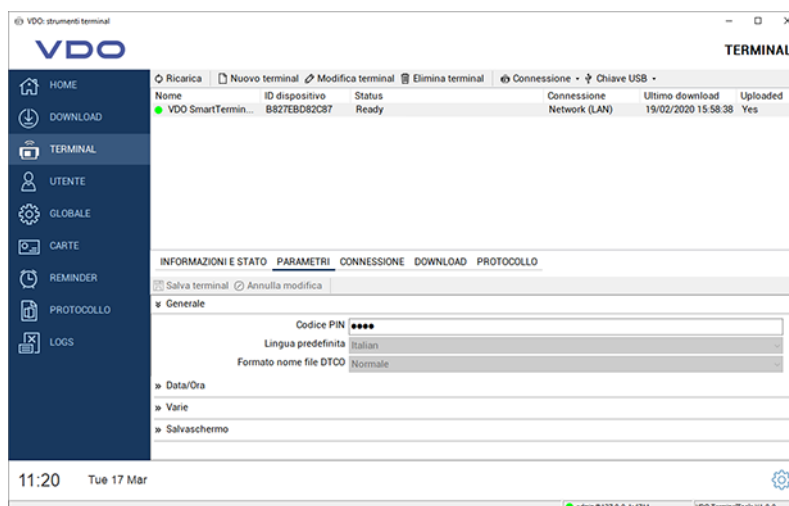 VDO: strumenti terminal
VDO
TERMINAL
HOME
DOWNLOAD
TERMINAL
UTENTE
GLOBALE
CARTE
REMINDER
PROTOCOLLO
LOGS
Ricarica Nuovo terminal Modifica terminal Elimina terminal Connessione Chiave USB
Nome ID dispositivo Status Connessione Ultimo download Uploaded
VDO SmartTermin... B827EBD82C87 Ready Network (LAN) 19/02/2020 15:58:38 Yes
INFORMAZIONI E STATO PARAMETRI CONNESSIONE DOWNLOAD PROTOCOLLO
Salva terminal Annulla modifica
Generale
Codice PIN ●●●●
Lingua predefinita Italian
Formato nome file DTCO Normale
Data/Ora
Varie
Salvaschermo
11:20 Tue 17 Mar